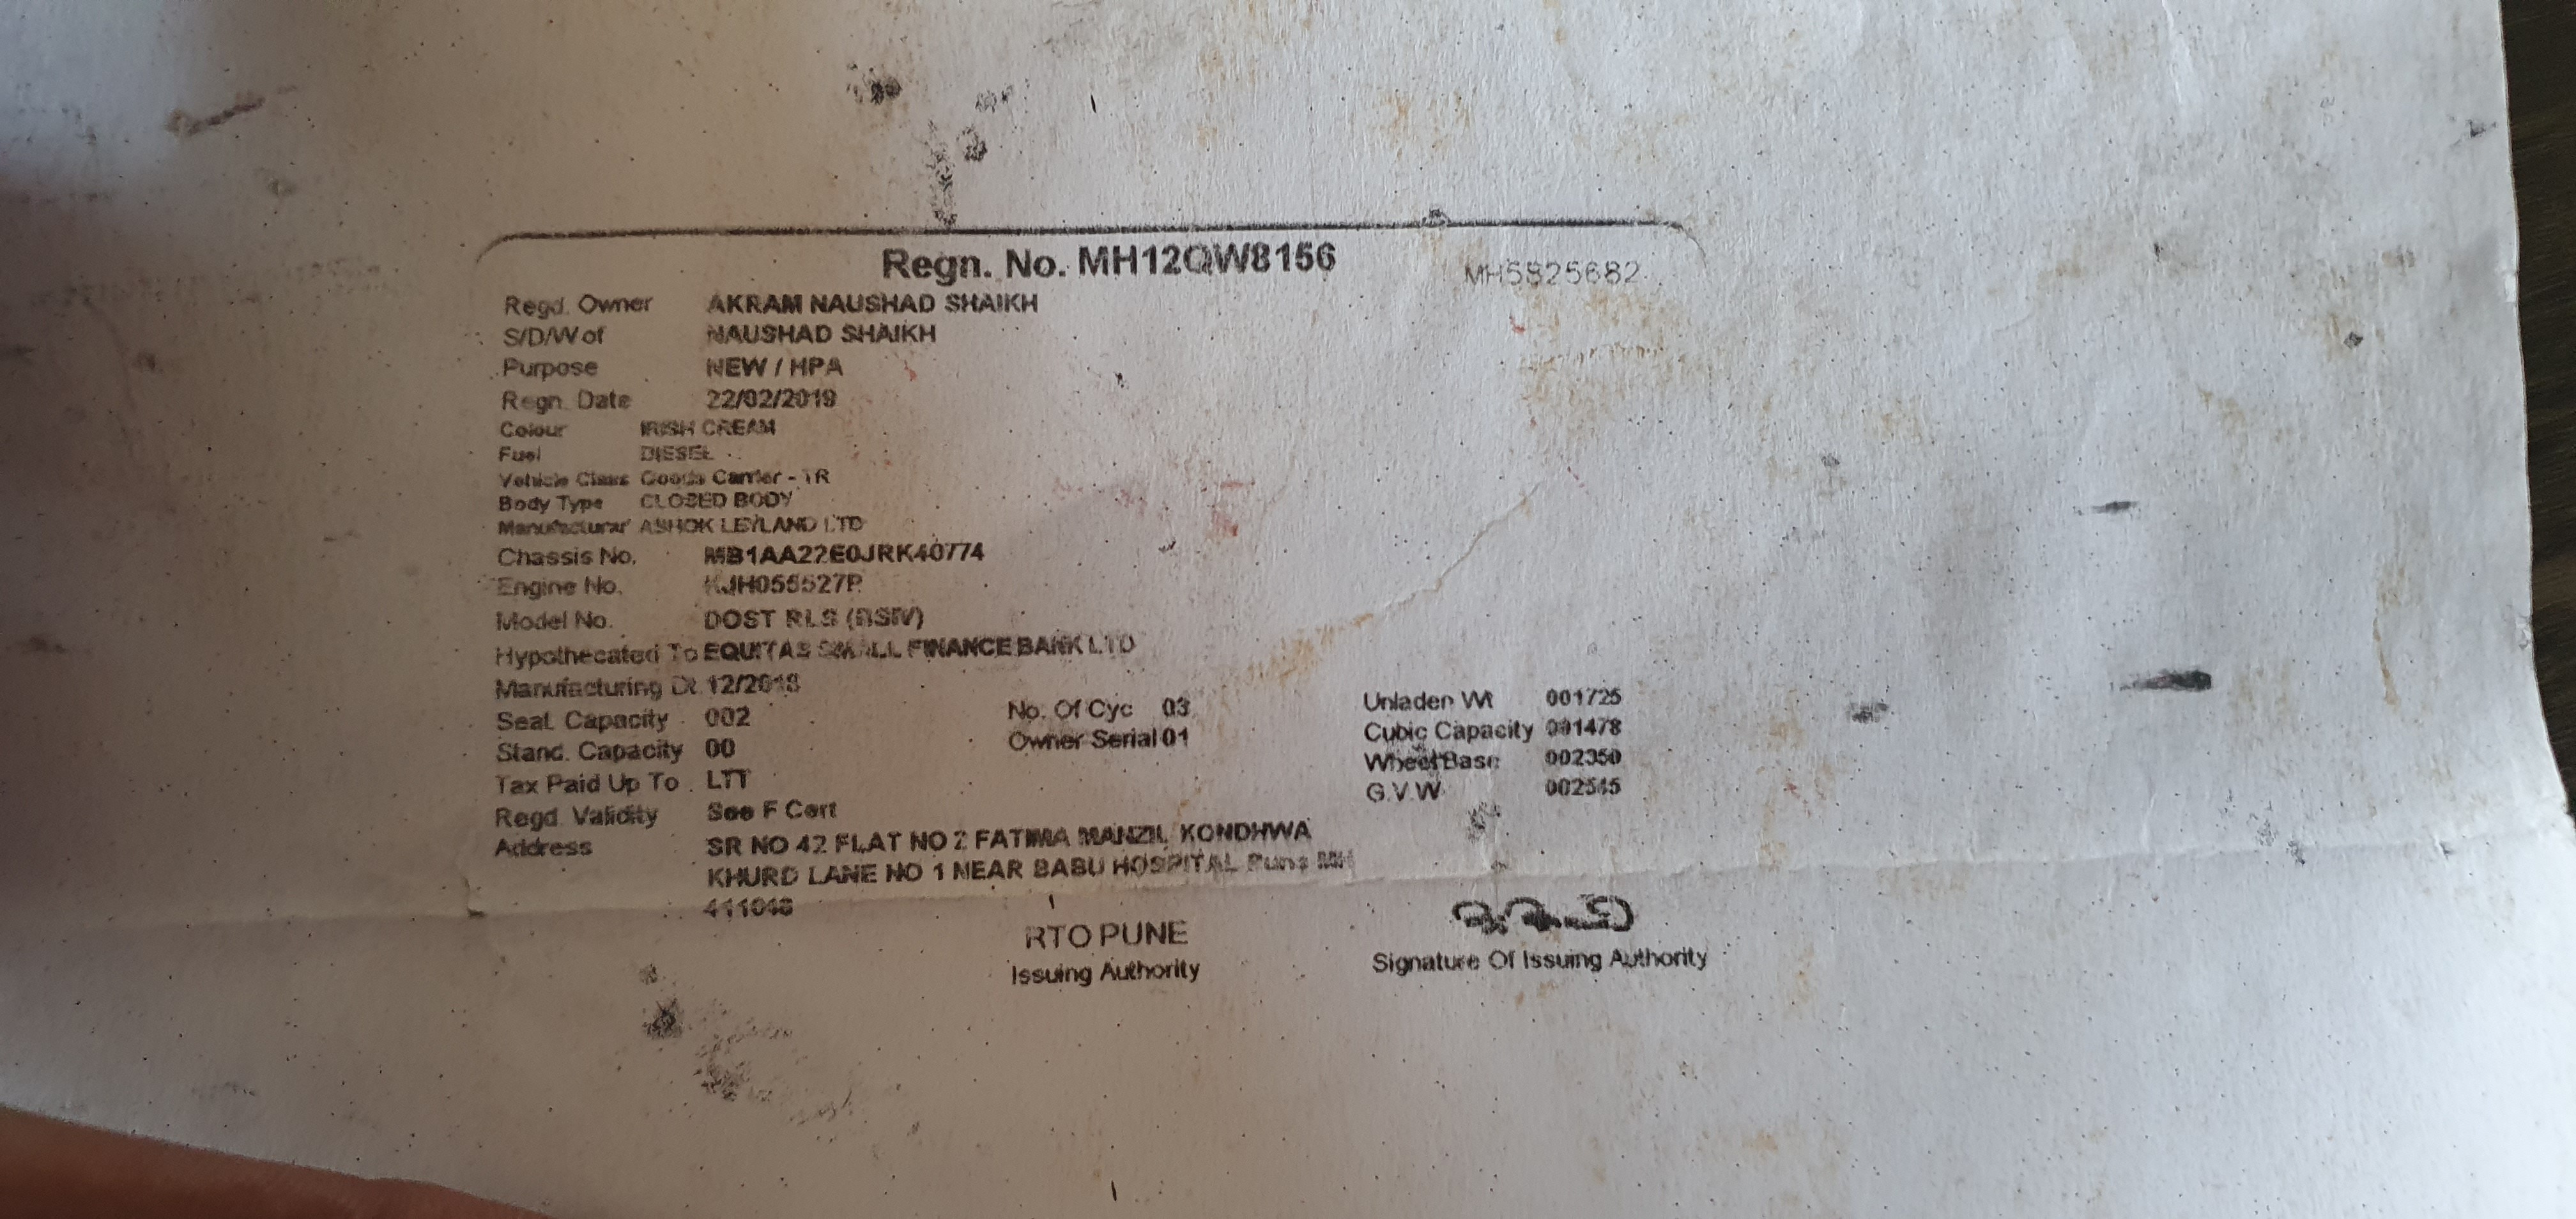 Regn. No. MH12QW8156
MH5825682
Regd. Owner AKRAM NAUSHAD SHAIKH
S/D/W of NAUSHAD SHAIKH
Purpose NEW / HPA
Regn. Date 22/02/2019
Colour IRISH CREAM
Fuel DIESEL
Vehicle Class Goods Carrier - TR
Body Type CLOSED BODY
Manufacturer ASHOK LEYLAND LTD
Chassis No. MB1AA22E0JRK40774
Engine No. KJH055527P
Model No. DOST RLS (BSIV)
Hypothecated To EQUITAS SMALL FINANCE BANK LTD
Manufacturing Dt 12/2018
Seat. Capacity 002 No. Of Cyc 03 Unladen Wt 001725
Stand. Capacity 00 Owner Serial 01 Cubic Capacity 001478
Tax Paid Up To LTT Wheel Base 002350
Regd. Validity See F Cert G.V.W 002545
Address SR NO 42 FLAT NO 2 FATIMA MANZIL KONDHWA
KHURD LANE NO 1 NEAR BABU HOSPITAL Pune MH
411048
RTO PUNE
Issuing Authority
Signature Of Issuing Authority